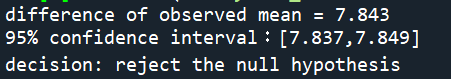 difference of observed mean = 7.843
95% confidence interval：[7.837,7.849]
decision: reject the null hypothesis